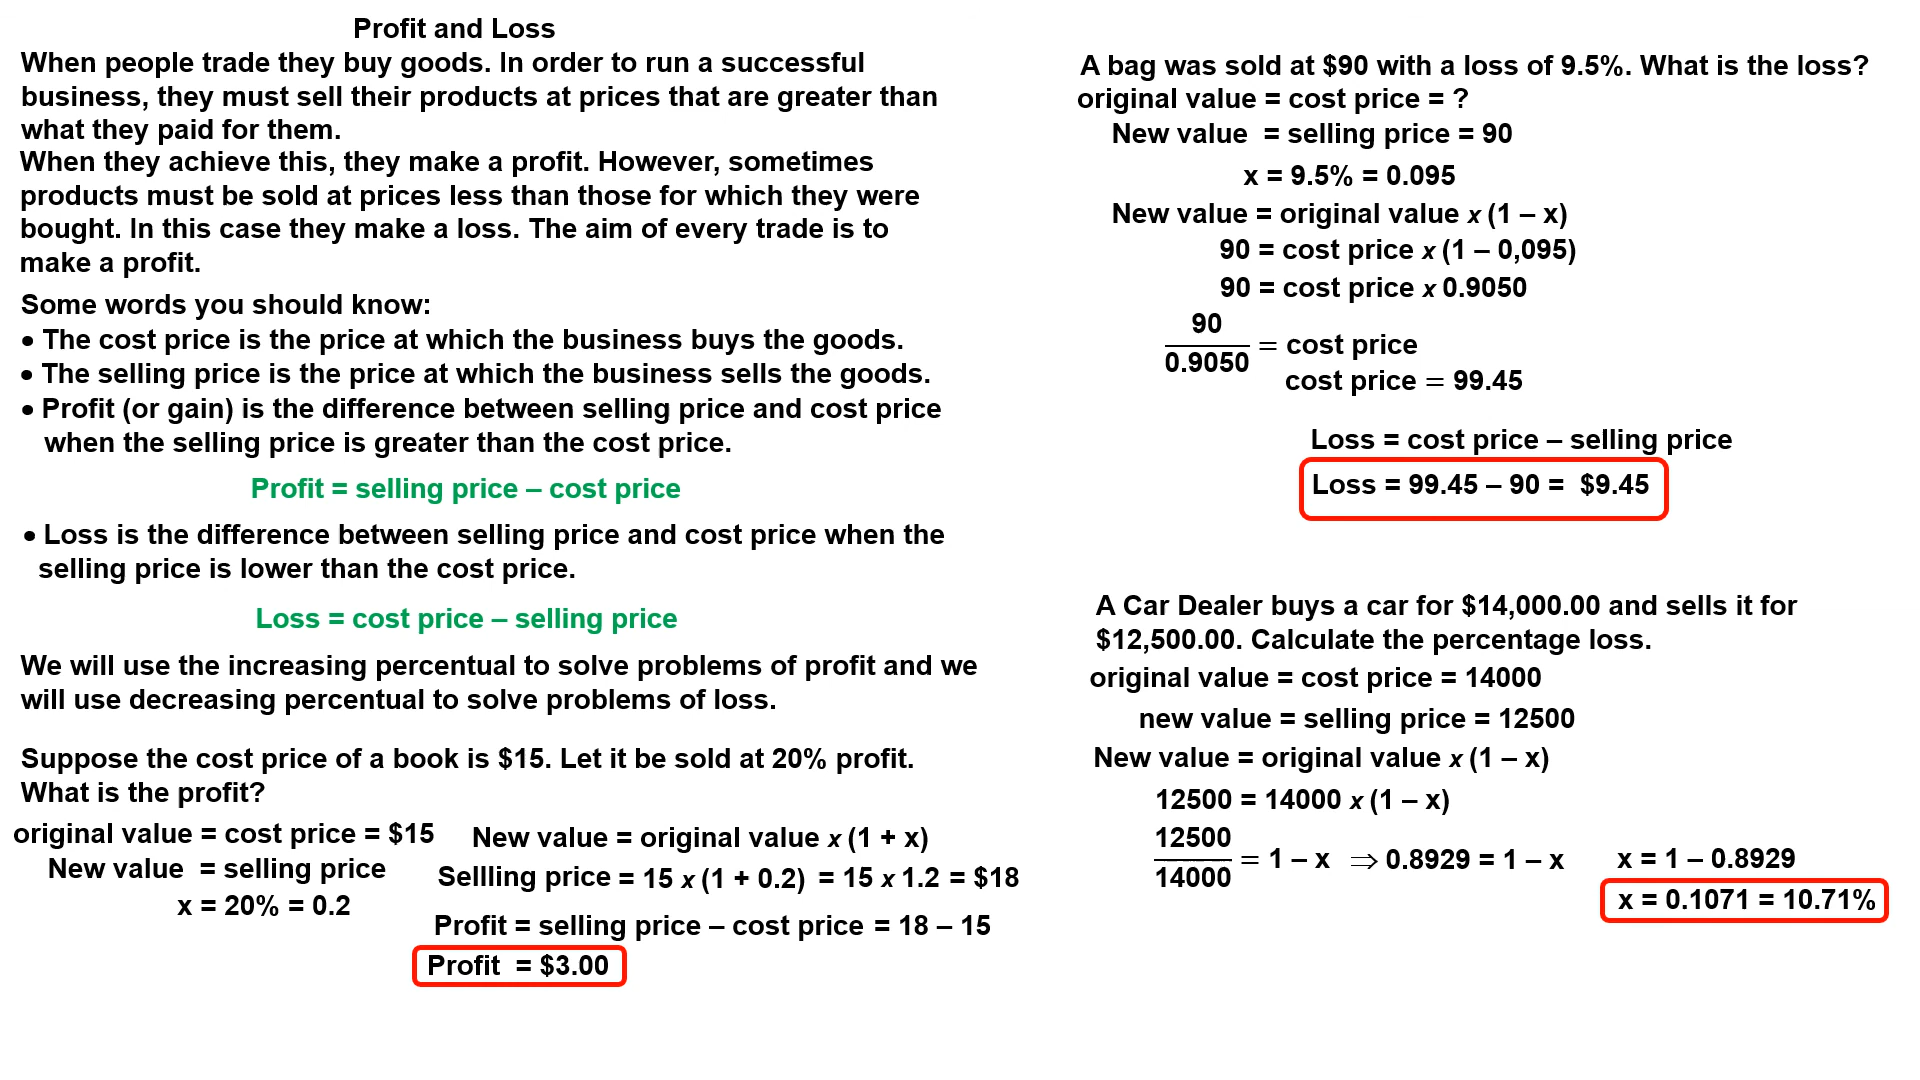 Profit and Loss
When people trade they buy goods. In order to run a successful
business, they must sell their products at prices that are greater than
what they paid for them.
When they achieve this, they make a profit. However, sometimes
products must be sold at prices less than those for which they were
bought. In this case they make a loss. The aim of every trade is to
make a profit.
Some words you should know:
• The cost price is the price at which the business buys the goods.
• The selling price is the price at which the business sells the goods.
• Profit (or gain) is the difference between selling price and cost price
when the selling price is greater than the cost price.
Profit = selling price – cost price
• Loss is the difference between selling price and cost price when the
selling price is lower than the cost price.
Loss = cost price – selling price
We will use the increasing percentual to solve problems of profit and we
will use decreasing percentual to solve problems of loss.
Suppose the cost price of a book is $15. Let it be sold at 20% profit.
What is the profit?
original value = cost price = $15
New value = selling price
x = 20% = 0.2
New value = original value x (1 + x)
Sellling price = 15 x (1 + 0.2) = 15 x 1.2 = $18
Profit = selling price – cost price = 18 – 15
Profit = $3.00
A bag was sold at $90 with a loss of 9.5%. What is the loss?
original value = cost price = ?
New value = selling price = 90
x = 9.5% = 0.095
New value = original value x (1 – x)
90 = cost price x (1 – 0,095)
90 = cost price x 0.9050
90
0.9050 = cost price
cost price = 99.45
Loss = cost price – selling price
Loss = 99.45 – 90 = $9.45
A Car Dealer buys a car for $14,000.00 and sells it for
$12,500.00. Calculate the percentage loss.
original value = cost price = 14000
new value = selling price = 12500
New value = original value x (1 – x)
12500 = 14000 x (1 – x)
12500
14000 = 1 – x ⇒ 0.8929 = 1 – x
x = 1 – 0.8929
x = 0.1071 = 10.71%